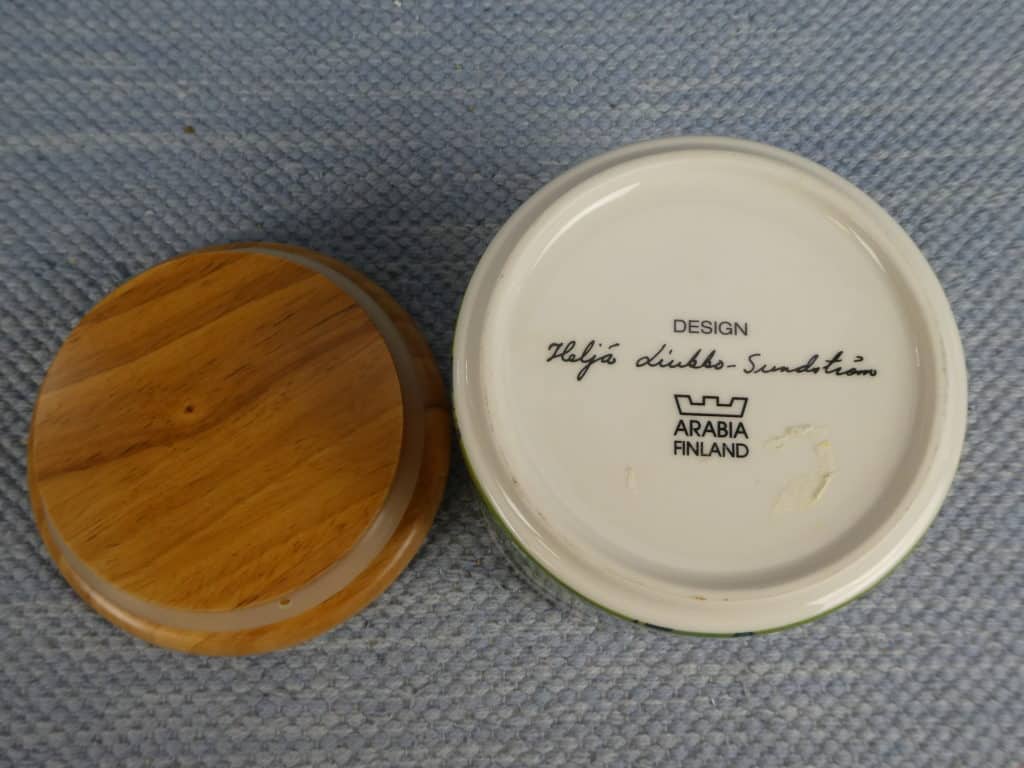 DESIGN
Heljä Liukko-Sundström
ARABIA
FINLAND